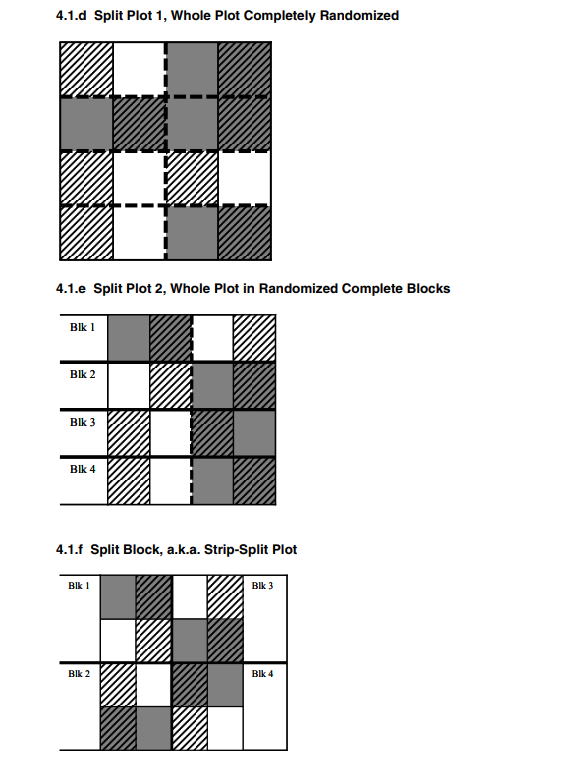 4.1.d  Split Plot 1, Whole Plot Completely Randomized
4.1.e  Split Plot 2, Whole Plot in Randomized Complete Blocks
Blk 1
Blk 2
Blk 3
Blk 4
4.1.f  Split Block, a.k.a. Strip-Split Plot
Blk 1
Blk 3
Blk 2
Blk 4